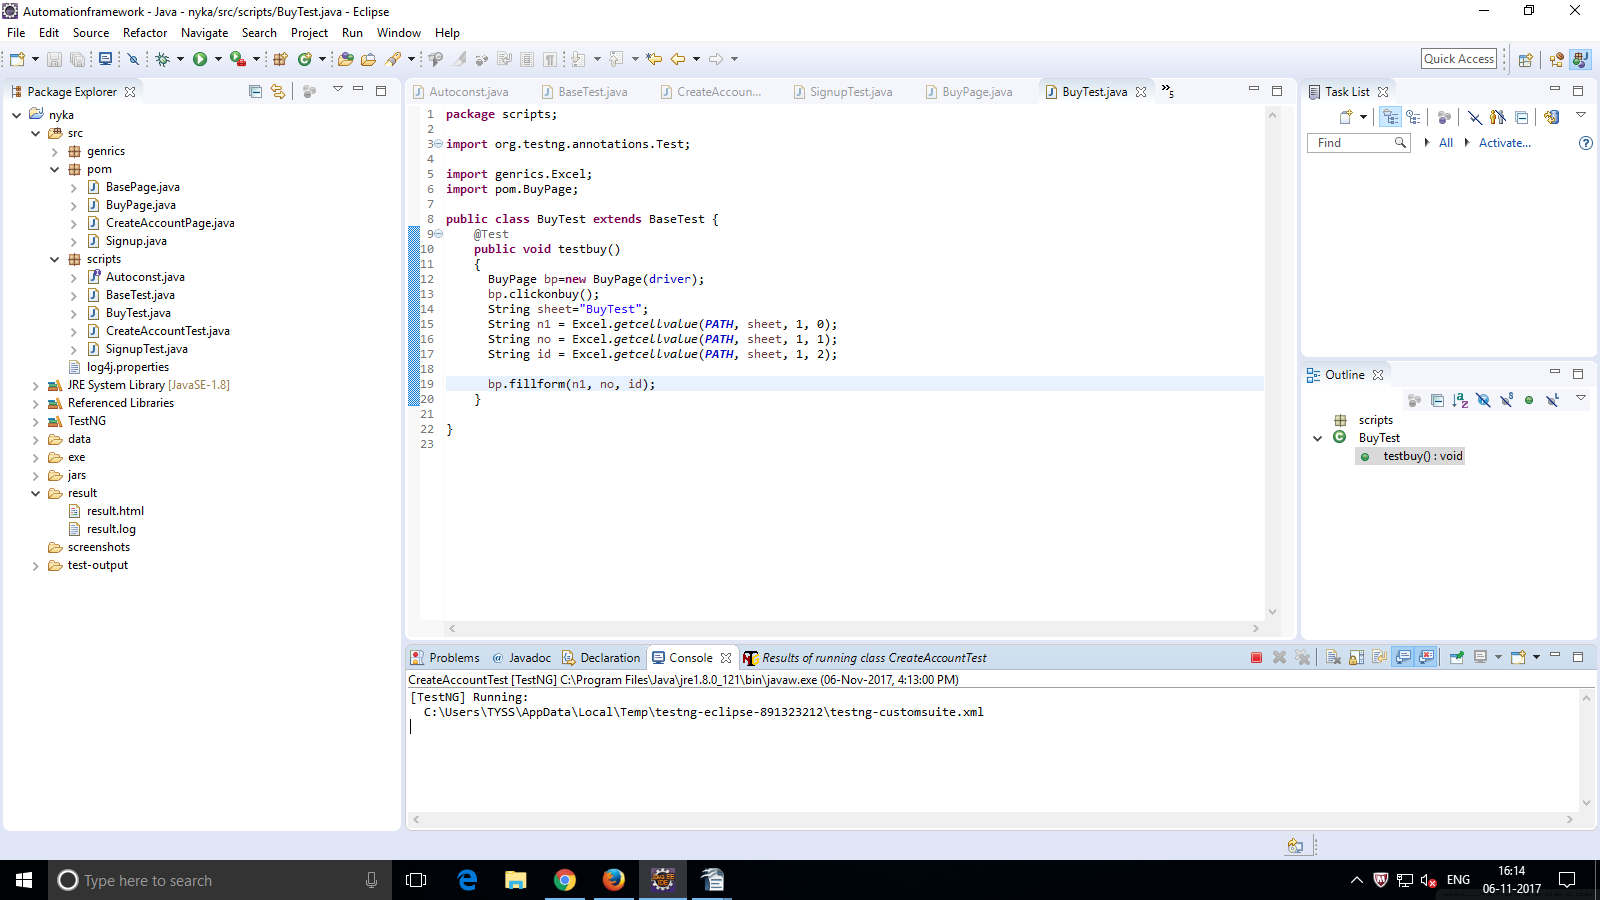 Automationframework - Java - nyka/src/scripts/BuyTest.java - Eclipse
File Edit Source Refactor Navigate Search Project Run Window Help
Quick Access
Package Explorer
nyka
src
genrics
pom
BasePage.java
BuyPage.java
CreateAccountPage.java
Signup.java
scripts
Autoconst.java
BaseTest.java
BuyTest.java
CreateAccountTest.java
SignupTest.java
log4j.properties
JRE System Library [JavaSE-1.8]
Referenced Libraries
TestNG
data
exe
jars
result
result.html
result.log
screenshots
test-output
Autoconst.java BaseTest.java CreateAccoun... SignupTest.java BuyPage.java BuyTest.java »5
1 package scripts;
2
3 import org.testng.annotations.Test;
4
5 import genrics.Excel;
6 import pom.BuyPage;
7
8 public class BuyTest extends BaseTest {
9 @Test
10 public void testbuy()
11 {
12 BuyPage bp=new BuyPage(driver);
13 bp.clickonbuy();
14 String sheet="BuyTest";
15 String n1 = Excel.getcellvalue(PATH, sheet, 1, 0);
16 String no = Excel.getcellvalue(PATH, sheet, 1, 1);
17 String id = Excel.getcellvalue(PATH, sheet, 1, 2);
18
19 bp.fillform(n1, no, id);
20 }
21
22 }
23
Task List
Find All Activate...
Outline
scripts
BuyTest
testbuy() : void
Problems @ Javadoc Declaration Console Results of running class CreateAccountTest
CreateAccountTest [TestNG] C:\Program Files\Java\jre1.8.0_121\bin\javaw.exe (06-Nov-2017, 4:13:00 PM)
[TestNG] Running:
C:\Users\TYSS\AppData\Local\Temp\testng-eclipse-891323212\testng-customsuite.xml
Type here to search
ENG
16:14
06-11-2017